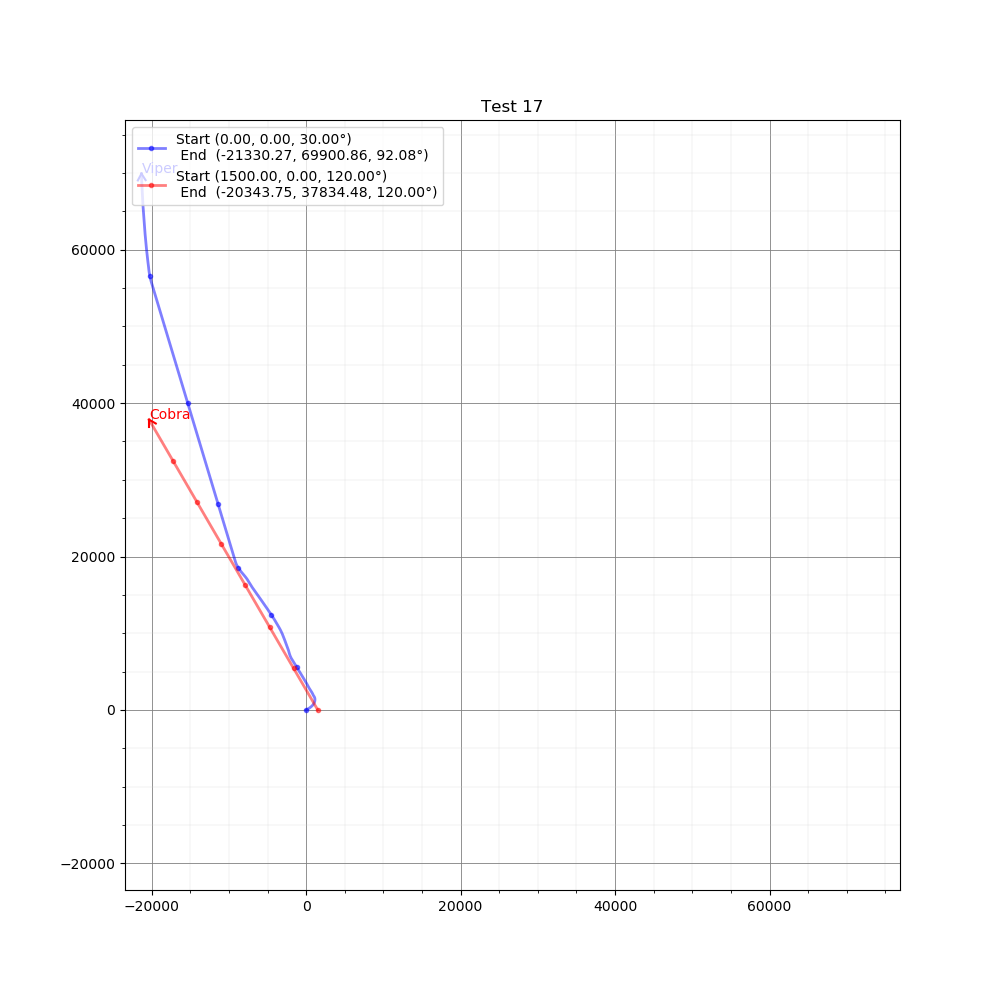 Test 17
Start (0.00, 0.00, 30.00°)
End (-21330.27, 69900.86, 92.08°)
Start (1500.00, 0.00, 120.00°)
End (-20343.75, 37834.48, 120.00°)
Viper
Cobra
60000
40000
20000
0
−20000
−20000 0 20000 40000 60000